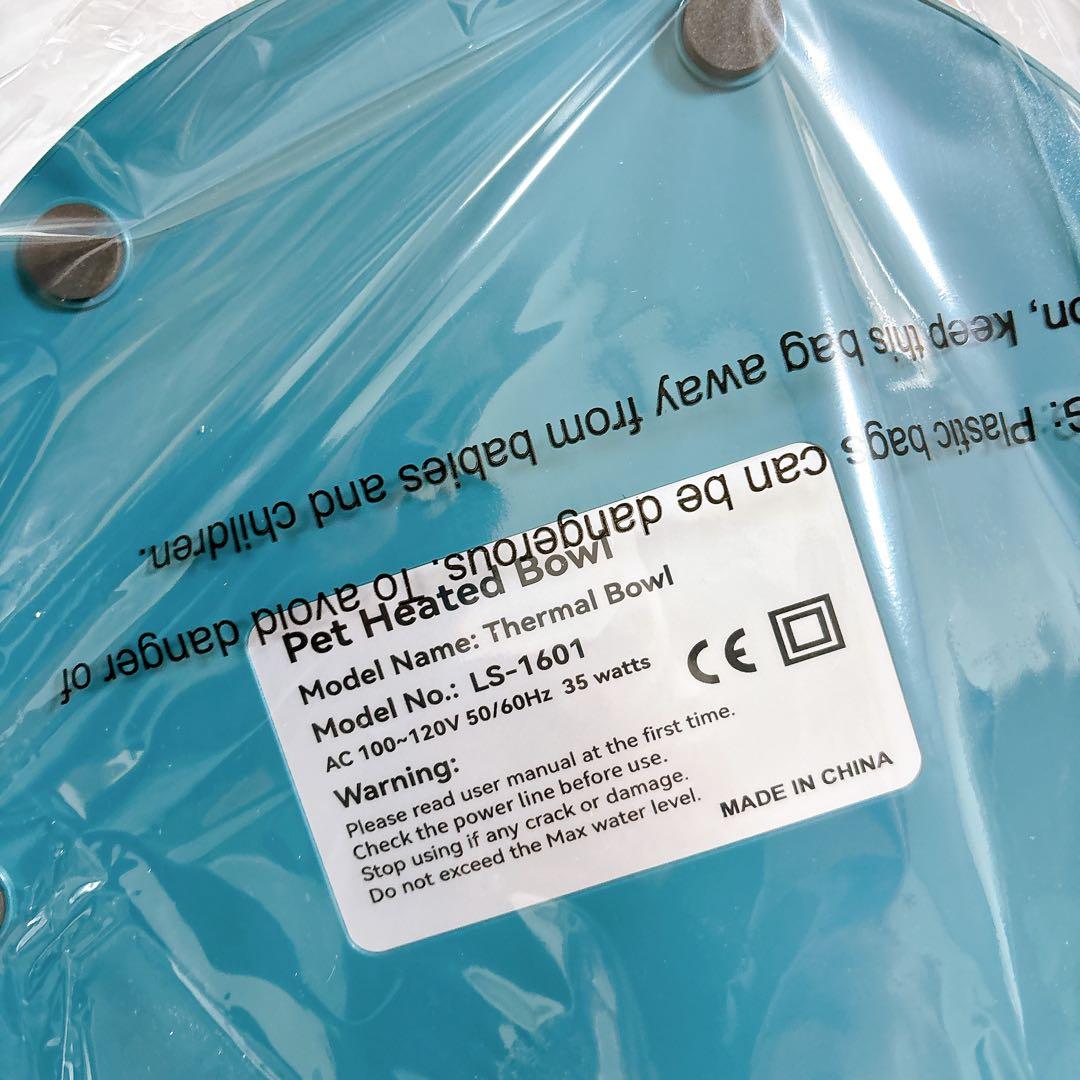 S: Plastic bags can be dangerous. To avoid danger of
on, keep this bag away from babies and children.
Pet Heated Bowl
Model Name: Thermal Bowl
Model No.: LS-1601
AC 100~120V 50/60Hz 35 watts
CE
Warning:
Please read user manual at the first time.
Check the power line before use.
Stop using if any crack or damage.
Do not exceed the Max water level.
MADE IN CHINA